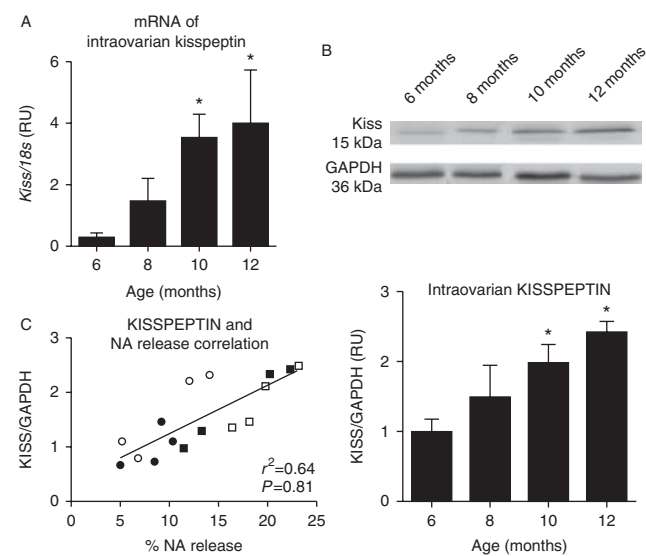 A
mRNA of
intraovarian kisspeptin
6
4
2
0
Kiss/18s (RU)
*
*
6 8 10 12
Age (months)
B
6 months 8 months 10 months 12 months
Kiss
15 kDa
GAPDH
36 kDa
Intraovarian KISSPEPTIN
3
2
1
0
KISS/GAPDH (RU)
*
*
6 8 10 12
Age (months)
C
KISSPEPTIN and
NA release correlation
3
2
1
0
KISS/GAPDH
r²=0.64
P=0.81
0 5 10 15 20 25
% NA release